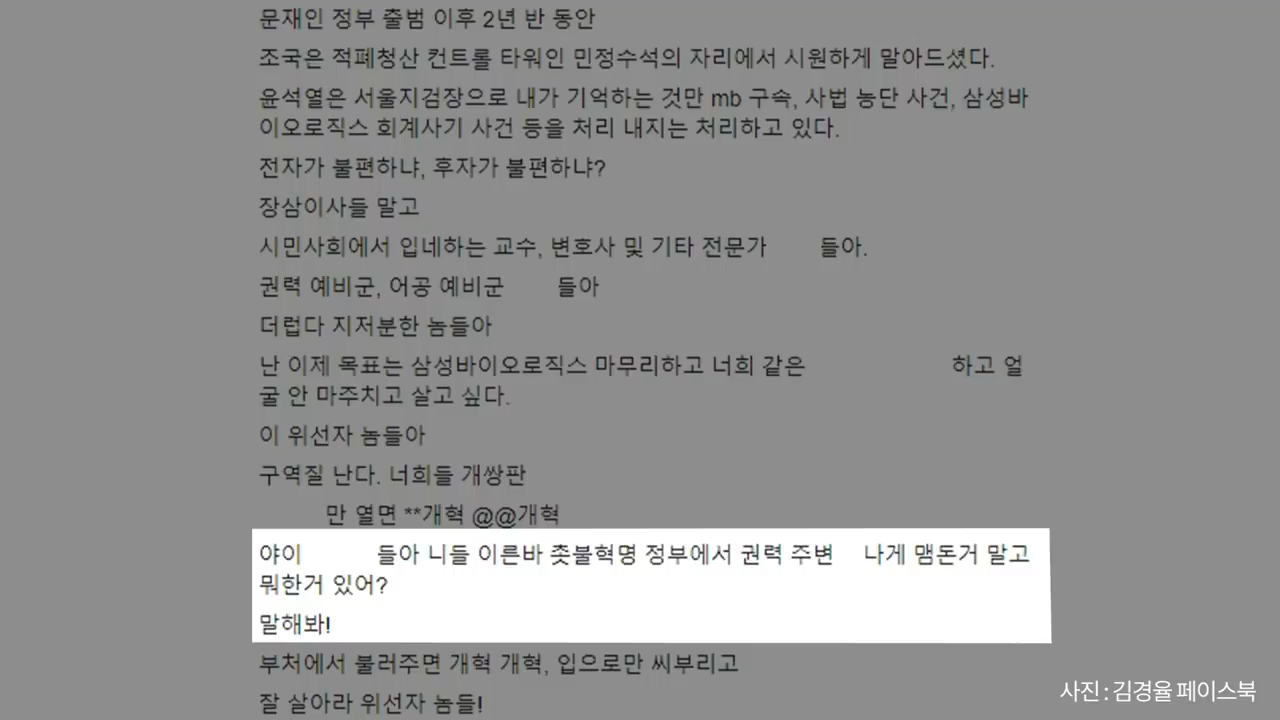 문재인 정부 출범 이후 2년 반 동안
조국은 적폐청산 컨트롤 타워인 민정수석의 자리에서 시원하게 말아드셨다.
윤석열은 서울지검장으로 내가 기억하는 것만 mb 구속, 사법 농단 사건, 삼성바
이오로직스 회계사기 사건 등을 처리 내지는 처리하고 있다.
전자가 불편하냐, 후자가 불편하냐?
장삼이사들 말고
시민사회에서 입네하는 교수, 변호사 및 기타 전문가 들아.
권력 예비군, 어공 예비군 들아
더럽다 지저분한 놈들아
난 이제 목표는 삼성바이오로직스 마무리하고 너희 같은 하고 얼
굴 안 마주치고 살고 싶다.
이 위선자 놈들아
구역질 난다. 너희들 개쌍판
만 열면 **개혁 @@개혁
야이 들아 니들 이른바 촛불혁명 정부에서 권력 주변 나게 맴돈거 말고
뭐한거 있어?
말해봐!
부처에서 불러주면 개혁 개혁, 입으로만 씨부리고
잘 살아라 위선자 놈들!
사진 : 김경율 페이스북